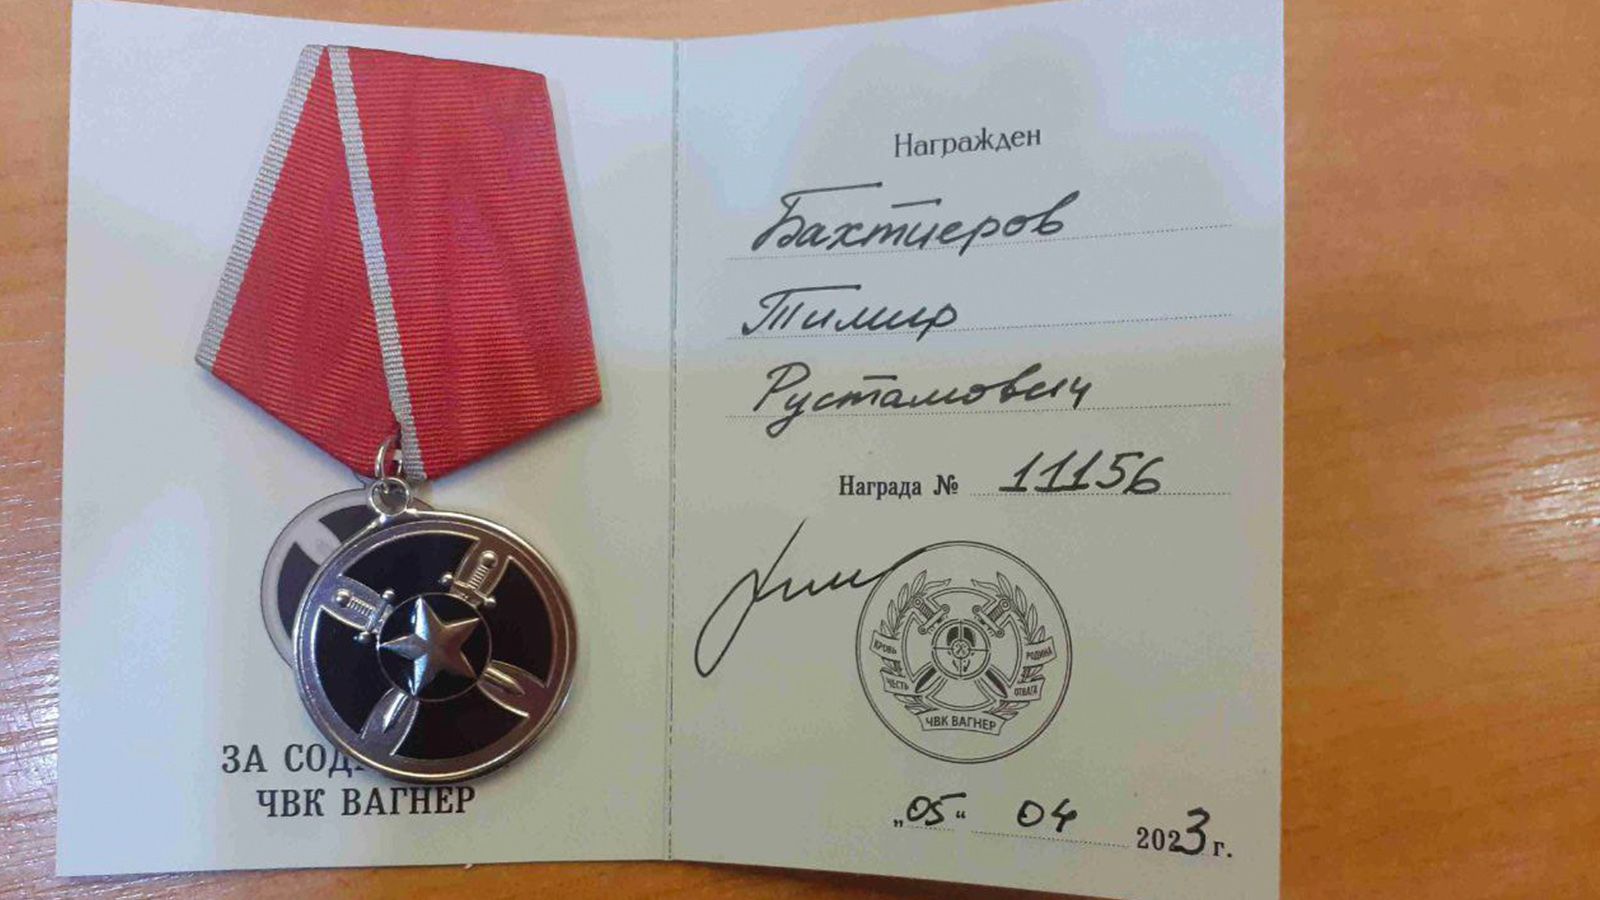 ЗА СОД
ЧВК ВАГНЕР
Награжден
Бахтиеров
Тимир
Рустамович
Награда № 11156
КРОВЬ
РОДИНА
ЧЕСТЬ
ОТВАГА
ЧВК ВАГНЕР
„05“ 04 2023 г.